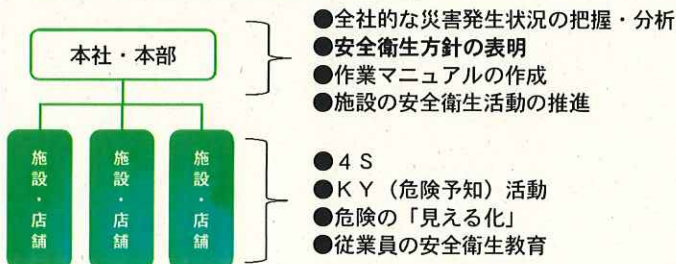 本社・本部
●全社的な災害発生状況の把握・分析
●安全衛生方針の表明
●作業マニュアルの作成
●施設の安全衛生活動の推進
施設・店舗
施設・店舗
施設・店舗
●4S
●KY(危険予知)活動
●危険の「見える化」
●従業員の安全衛生教育